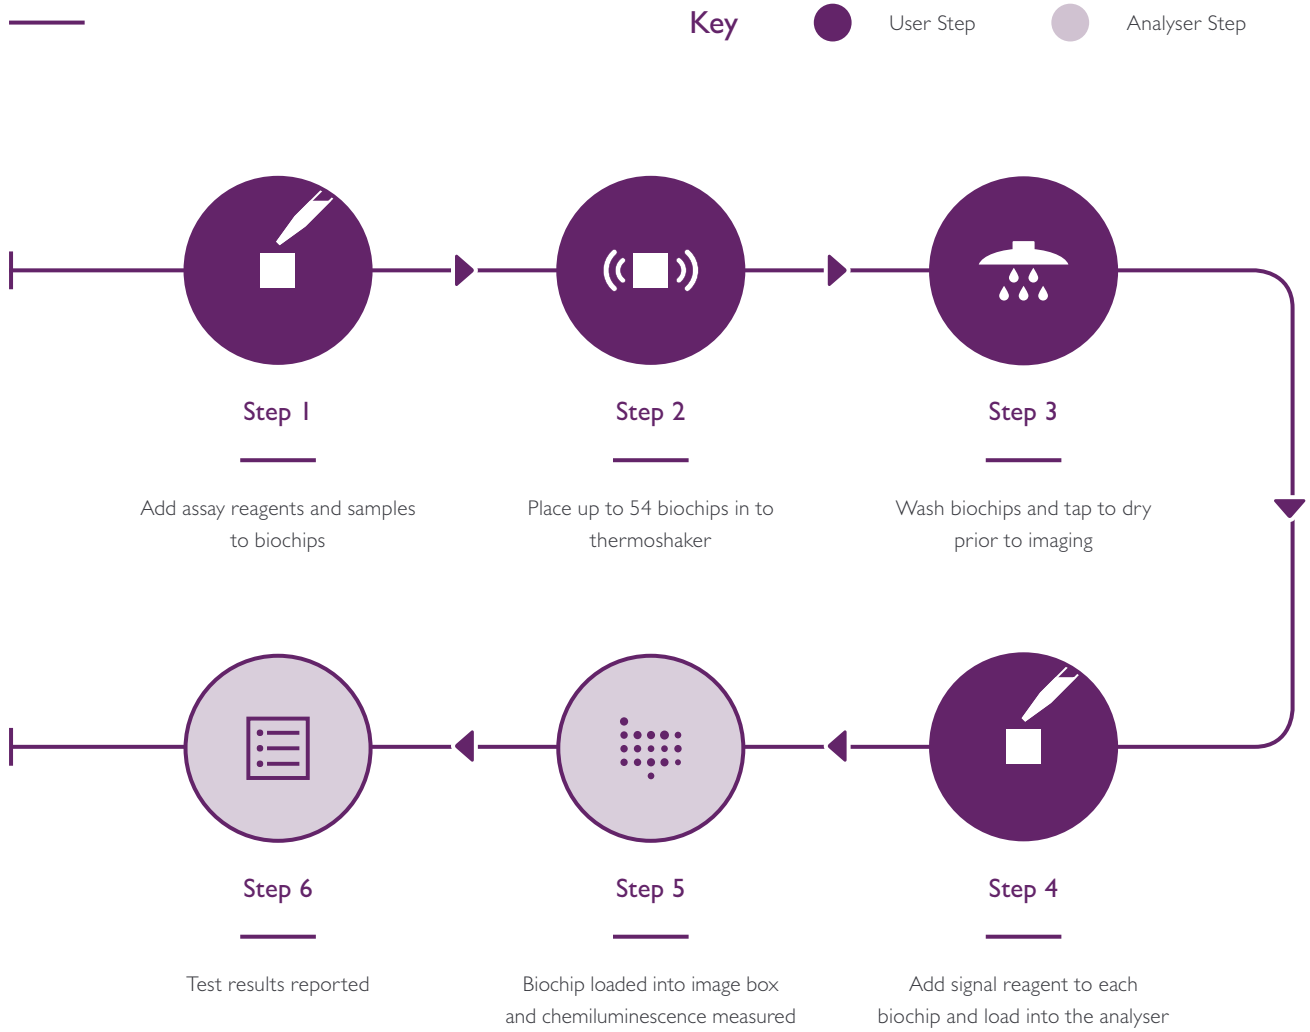 Key
User Step
Analyser Step
Step 1
Step 2
Step 3
Add assay reagents and samples
to biochips
Place up to 54 biochips in to
thermoshaker
Wash biochips and tap to dry
prior to imaging
Step 6
Step 5
Step 4
Test results reported
Biochip loaded into image box
and chemiluminescence measured
Add signal reagent to each
biochip and load into the analyser